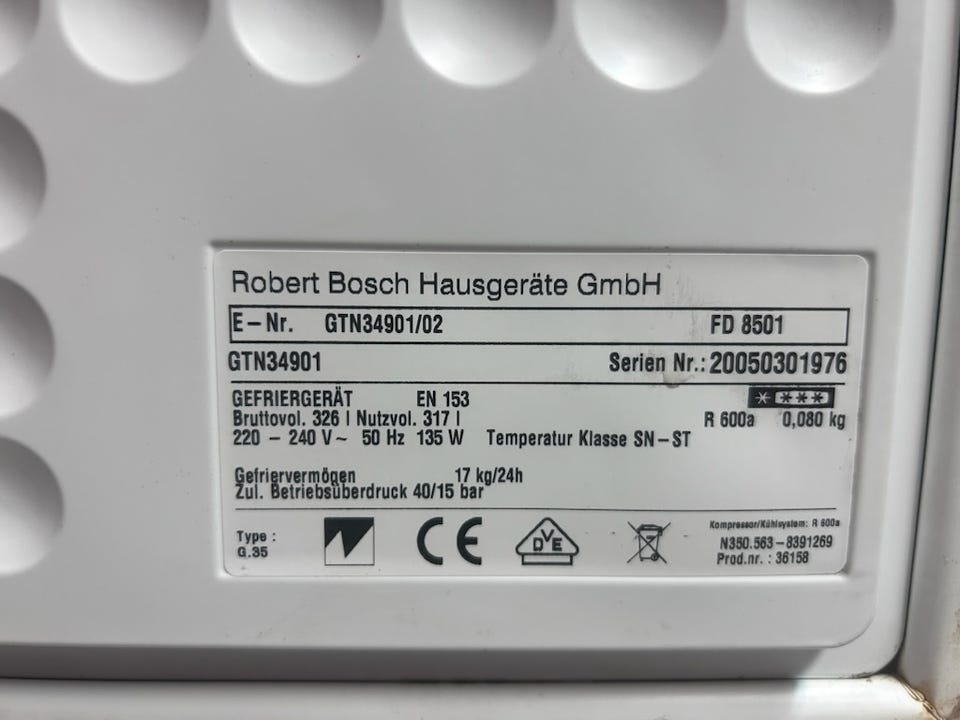 Robert Bosch Hausgeräte GmbH
E-Nr. GTN34901/02 FD 8501
GTN34901 Serien Nr.: 20050301976
GEFRIERGERÄT EN 153
Bruttovol. 326 l Nutzvol. 317 l R 600a 0,080 kg
220 - 240 V~ 50 Hz 135 W Temperatur Klasse SN-ST
Gefriervermögen 17 kg/24h
Zul. Betriebsüberdruck 40/15 bar
Kompressor/Kühlsystem: R 600a
Type : CE VDE N350.563-8391269
G.35 Prod.nr. : 36158